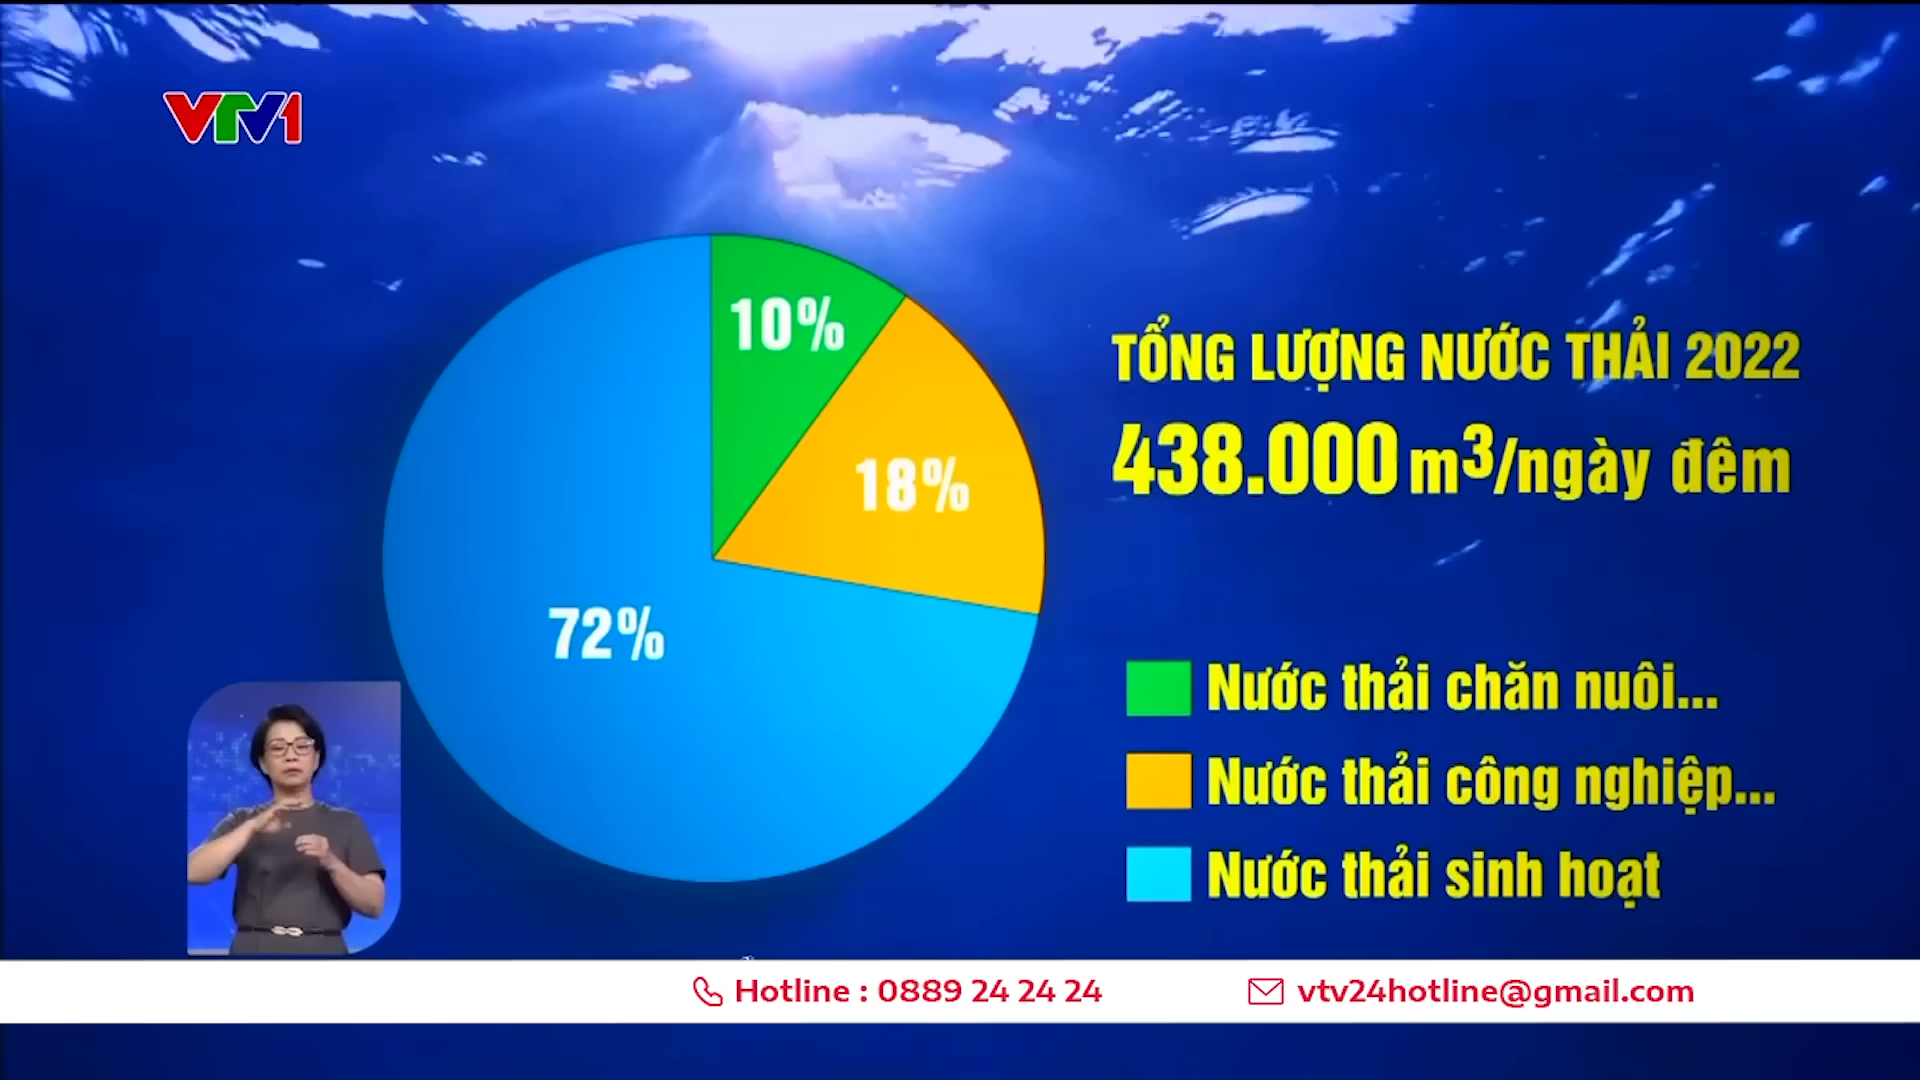 VTV1
10%
18%
72%
TỔNG LƯỢNG NƯỚC THẢI 2022
438.000 m³/ngày đêm
Nước thải chăn nuôi...
Nước thải công nghiệp...
Nước thải sinh hoạt
Hotline : 0889 24 24 24
vtv24hotline@gmail.com